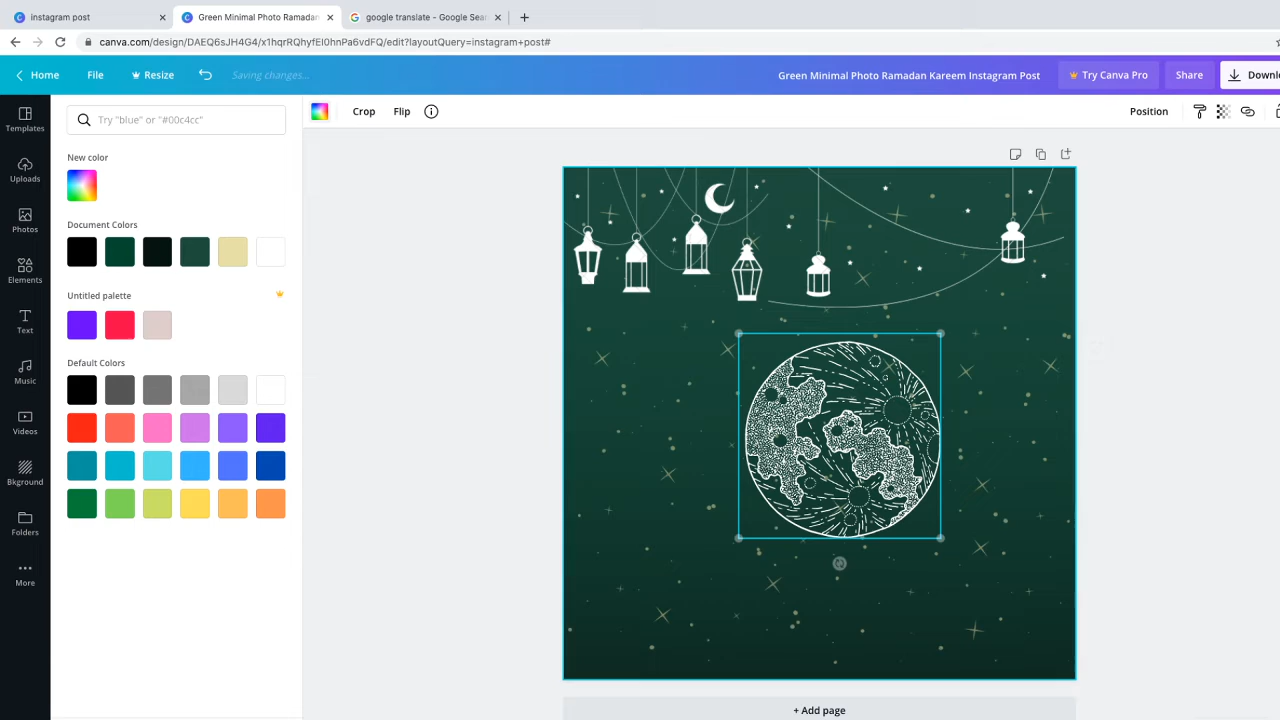 instagram post
Green Minimal Photo Ramadan
google translate - Google Sear
canva.com/design/DAEQ6sJH4G4/x1hqrRQhyfEl0hnPa6vdFQ/edit?layoutQuery=instagram+post#
Home
File
Resize
Saving changes...
Green Minimal Photo Ramadan Kareem Instagram Post
Try Canva Pro
Share
Downlo
Templates
Uploads
Photos
Elements
Text
Music
Videos
Bkground
Folders
More
Try "blue" or "#00c4cc"
New color
Document Colors
Untitled palette
Default Colors
Crop
Flip
Position
+ Add page